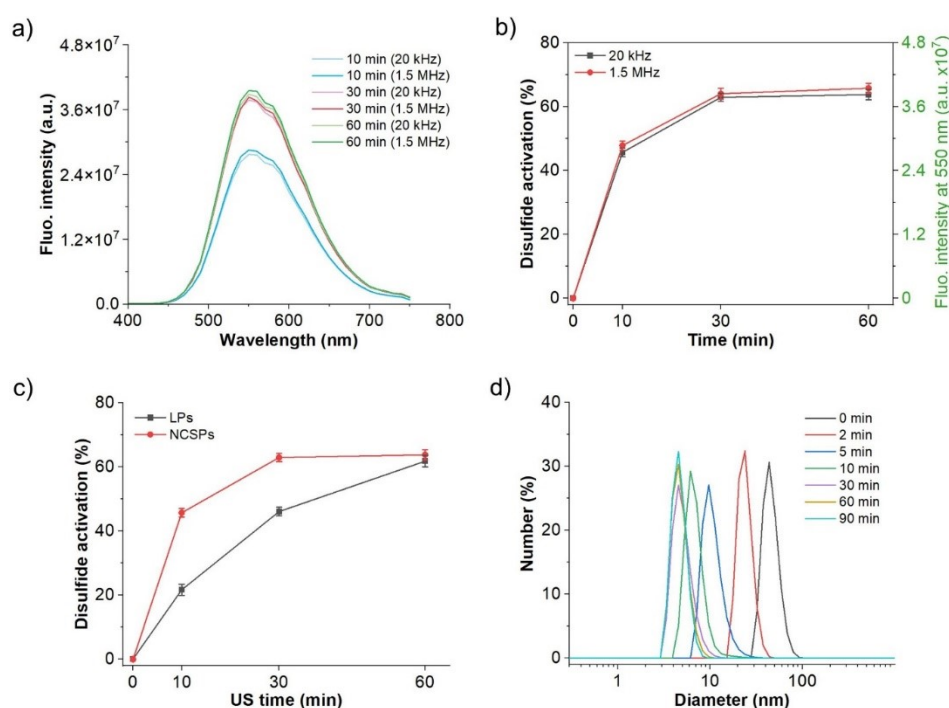 a)
4.8×10⁷
3.6×10⁷
2.4×10⁷
1.2×10⁷
0.0
Fluo. intensity (a.u.)
400 500 600 700 800
Wavelength (nm)
10 min (20 kHz)
10 min (1.5 MHz)
30 min (20 kHz)
30 min (1.5 MHz)
60 min (20 kHz)
60 min (1.5 MHz)
b)
80
60
40
20
0
Disulfide activation (%)
0 10 30 60
Time (min)
20 kHz
1.5 MHz
4.8
3.6
2.4
1.2
0
Fluo. intensity at 550 nm (a.u. x10⁷)
c)
80
60
40
20
0
Disulfide activation (%)
0 10 30 60
US time (min)
LPs
NCSPs
d)
40
30
20
10
0
Number (%)
1 10 100
Diameter (nm)
0 min
2 min
5 min
10 min
30 min
60 min
90 min